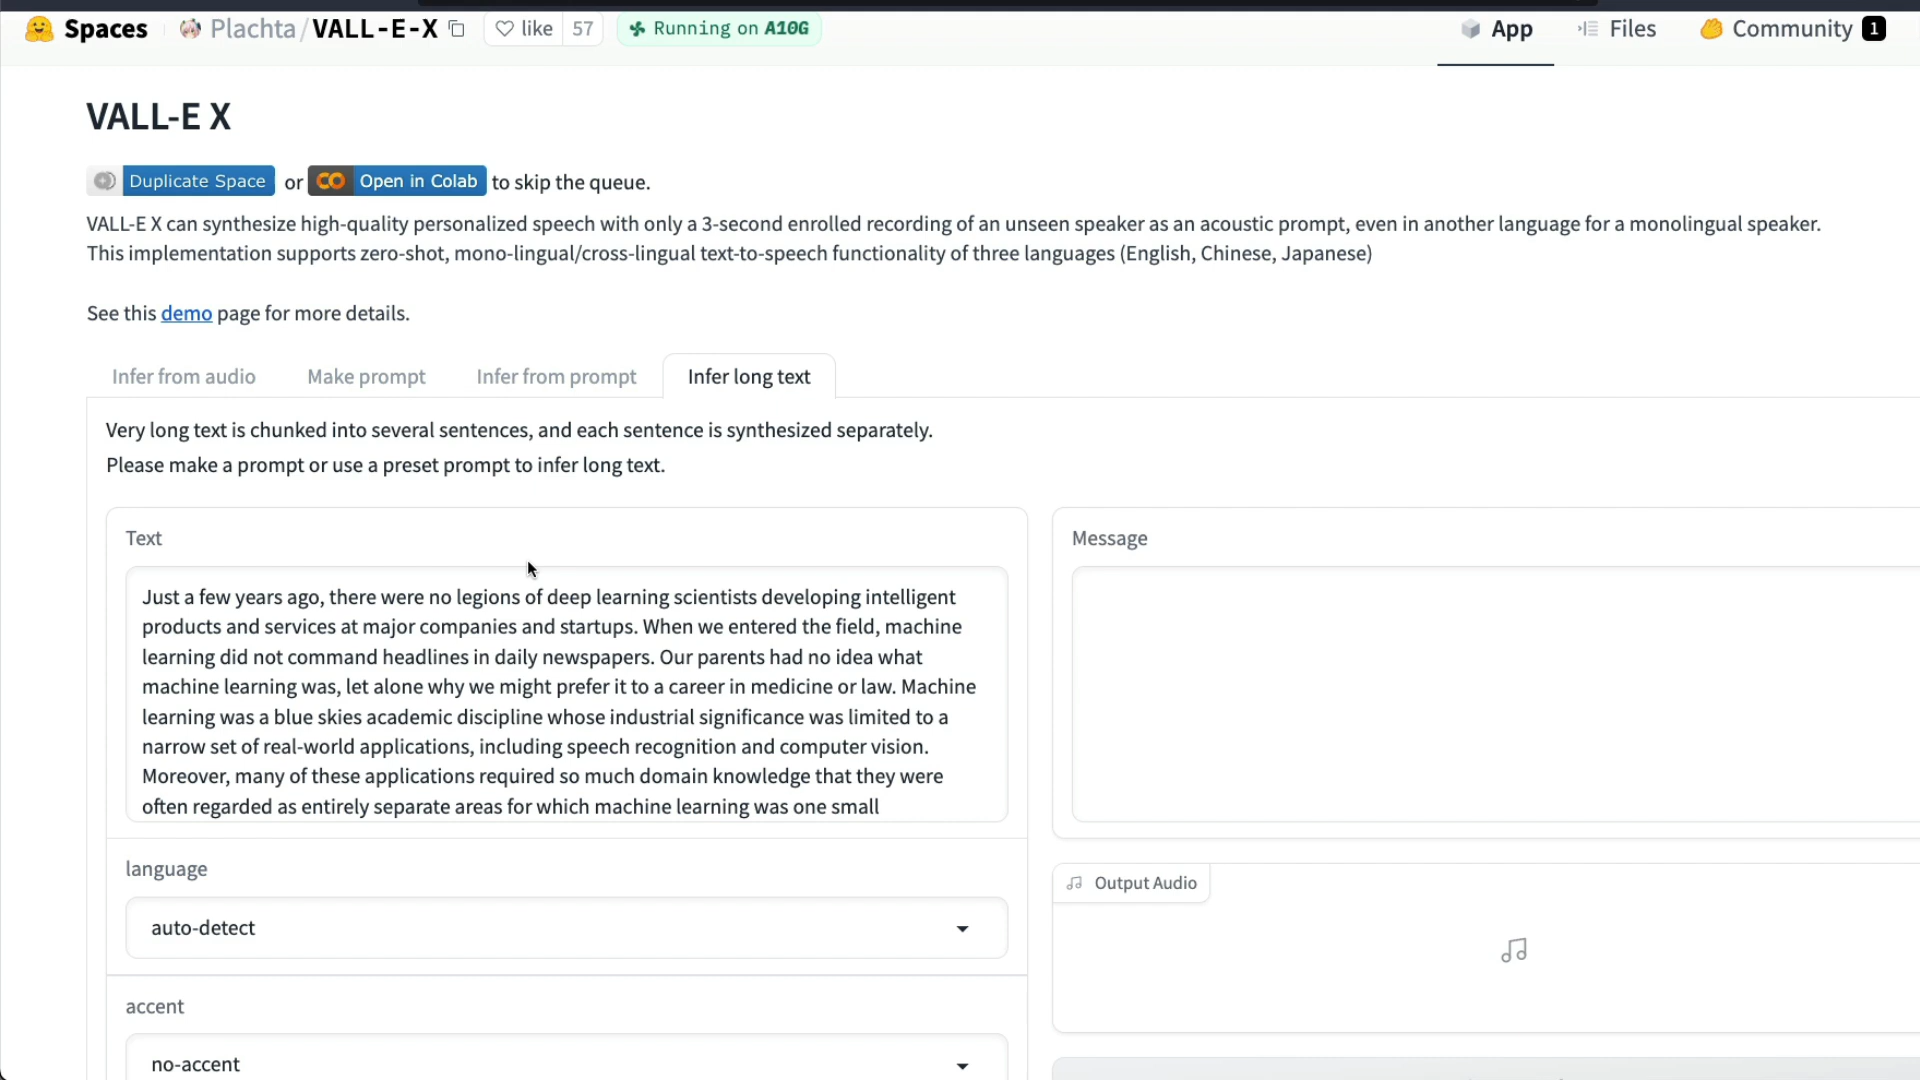 Spaces Plachta/VALL-E-X like 57 Running on A10G App Files Community 1
VALL-E X
Duplicate Space or Open in Colab to skip the queue.
VALL-E X can synthesize high-quality personalized speech with only a 3-second enrolled recording of an unseen speaker as an acoustic prompt, even in another language for a monolingual speaker.
This implementation supports zero-shot, mono-lingual/cross-lingual text-to-speech functionality of three languages (English, Chinese, Japanese)
See this demo page for more details.
Infer from audio Make prompt Infer from prompt Infer long text
Very long text is chunked into several sentences, and each sentence is synthesized separately.
Please make a prompt or use a preset prompt to infer long text.
Text
Just a few years ago, there were no legions of deep learning scientists developing intelligent
products and services at major companies and startups. When we entered the field, machine
learning did not command headlines in daily newspapers. Our parents had no idea what
machine learning was, let alone why we might prefer it to a career in medicine or law. Machine
learning was a blue skies academic discipline whose industrial significance was limited to a
narrow set of real-world applications, including speech recognition and computer vision.
Moreover, many of these applications required so much domain knowledge that they were
often regarded as entirely separate areas for which machine learning was one small
language
auto-detect
accent
no-accent
Message
Output Audio